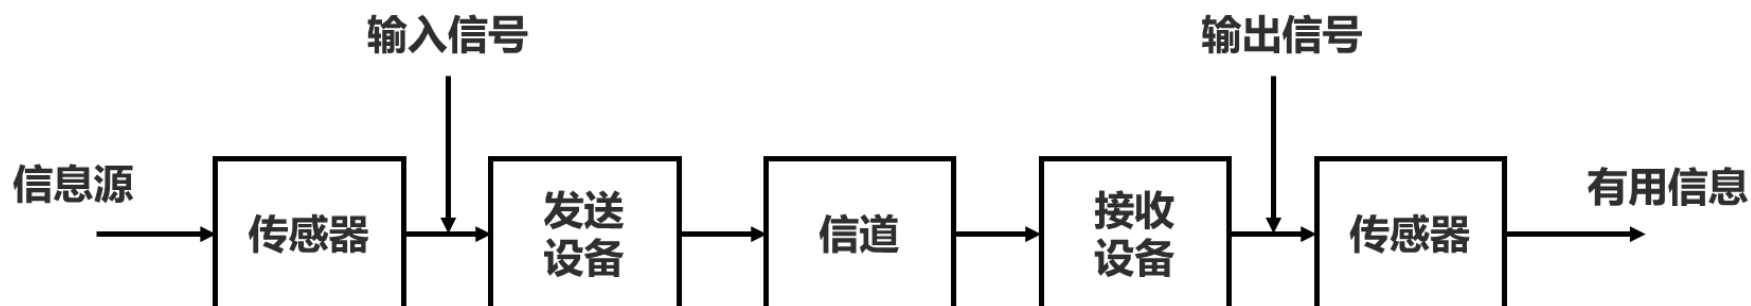 输入信号
输出信号
信息源
传感器
发送
设备
信道
接收
设备
传感器
有用信息